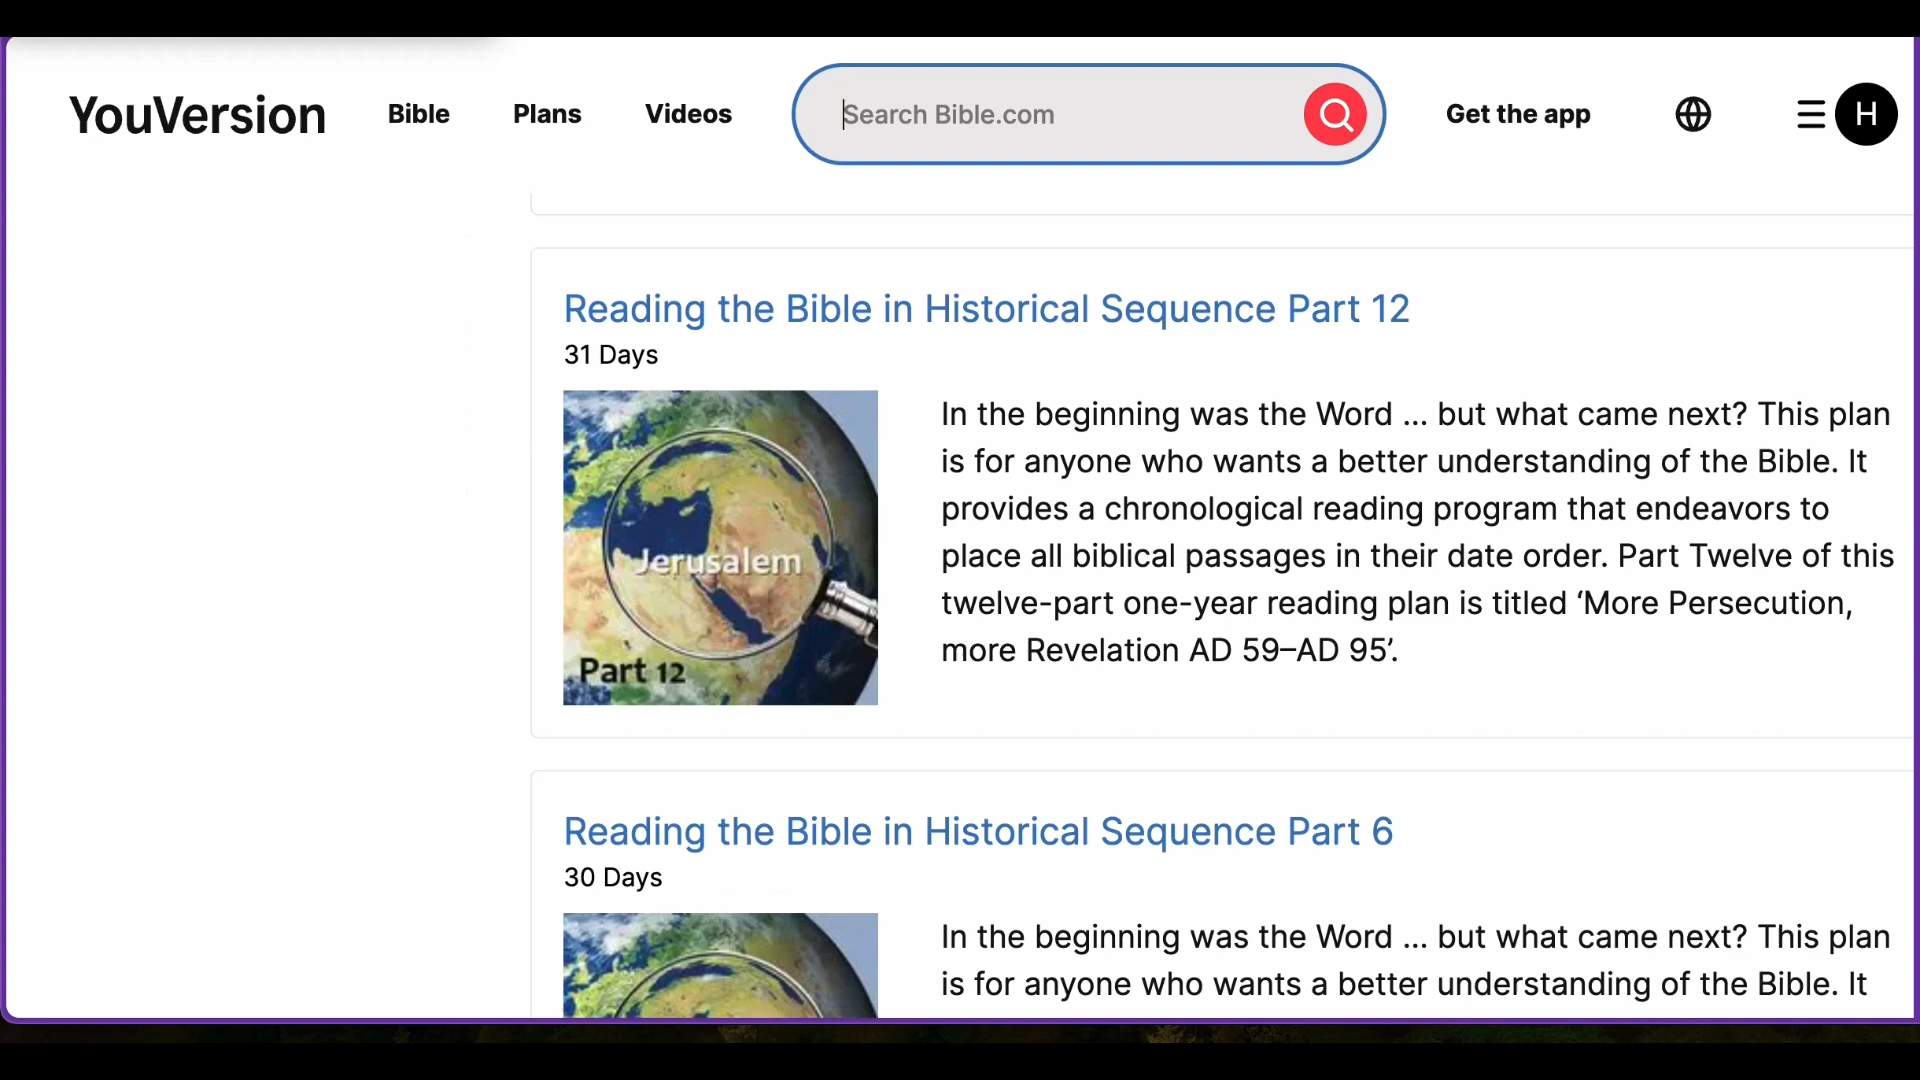 YouVersion Bible Plans Videos Search Bible.com Get the app H
Reading the Bible in Historical Sequence Part 12
31 Days
Jerusalem
Part 12
In the beginning was the Word ... but what came next? This plan
is for anyone who wants a better understanding of the Bible. It
provides a chronological reading program that endeavors to
place all biblical passages in their date order. Part Twelve of this
twelve-part one-year reading plan is titled ‘More Persecution,
more Revelation AD 59–AD 95’.
Reading the Bible in Historical Sequence Part 6
30 Days
In the beginning was the Word ... but what came next? This plan
is for anyone who wants a better understanding of the Bible. It